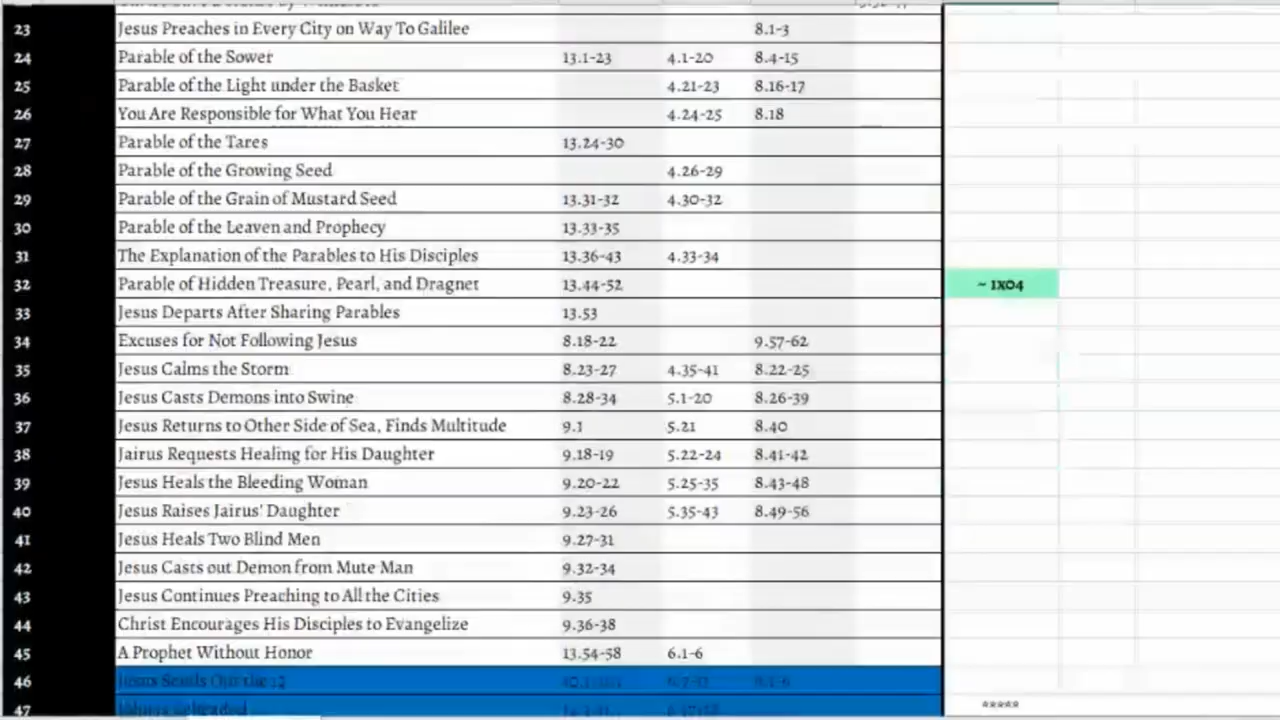 23 Jesus Preaches in Every City on Way To Galilee 8.1-3
24 Parable of the Sower 13.1-23 4.1-20 8.4-15
25 Parable of the Light under the Basket 4.21-23 8.16-17
26 You Are Responsible for What You Hear 4.24-25 8.18
27 Parable of the Tares 13.24-30
28 Parable of the Growing Seed 4.26-29
29 Parable of the Grain of Mustard Seed 13.31-32 4.30-32
30 Parable of the Leaven and Prophecy 13.33-35
31 The Explanation of the Parables to His Disciples 13.36-43 4.33-34
32 Parable of Hidden Treasure, Pearl, and Dragnet 13.44-52 ~ 1X04
33 Jesus Departs After Sharing Parables 13.53
34 Excuses for Not Following Jesus 8.18-22 9.57-62
35 Jesus Calms the Storm 8.23-27 4.35-41 8.22-25
36 Jesus Casts Demons into Swine 8.28-34 5.1-20 8.26-39
37 Jesus Returns to Other Side of Sea, Finds Multitude 9.1 5.21 8.40
38 Jairus Requests Healing for His Daughter 9.18-19 5.22-24 8.41-42
39 Jesus Heals the Bleeding Woman 9.20-22 5.25-35 8.43-48
40 Jesus Raises Jairus' Daughter 9.23-26 5.35-43 8.49-56
41 Jesus Heals Two Blind Men 9.27-31
42 Jesus Casts out Demon from Mute Man 9.32-34
43 Jesus Continues Preaching to All the Cities 9.35
44 Christ Encourages His Disciples to Evangelize 9.36-38
45 A Prophet Without Honor 13.54-58 6.1-6
46 Jesus Sends Out the 12
47 *****